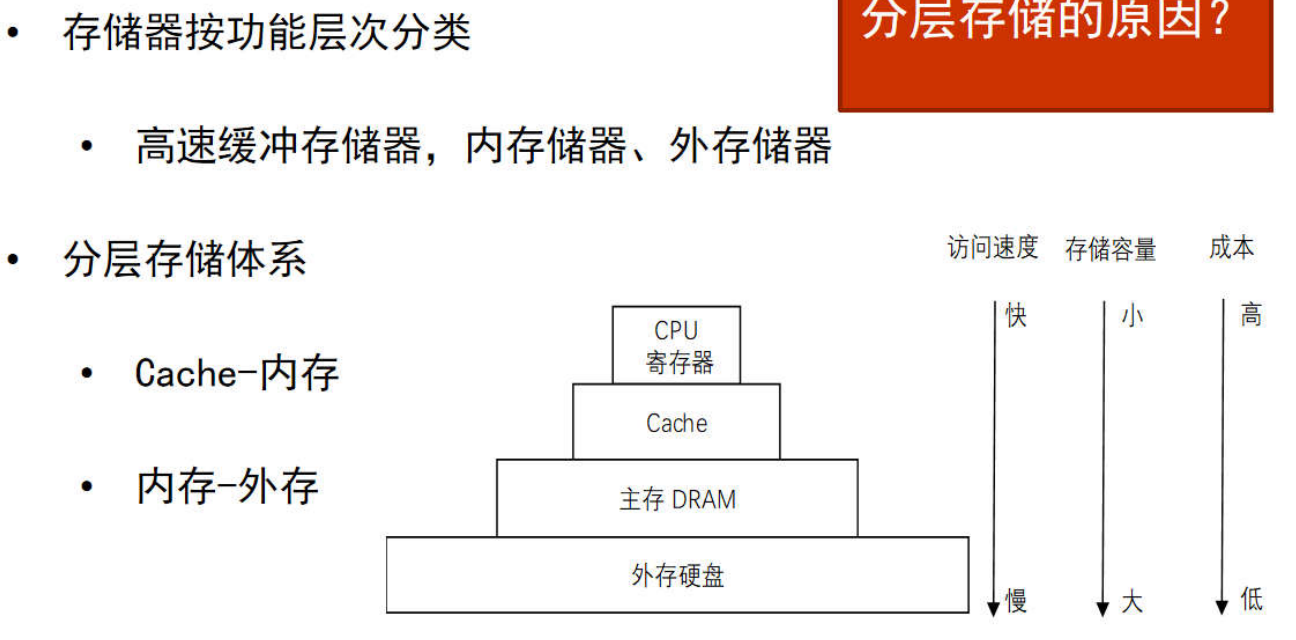 分层存储的原因？
• 存储器按功能层次分类
• 高速缓冲存储器，内存储器、外存储器
• 分层存储体系
• Cache-内存
• 内存-外存
访问速度 存储容量 成本
快 小 高
CPU
寄存器
Cache
主存 DRAM
外存硬盘
慢 大 低